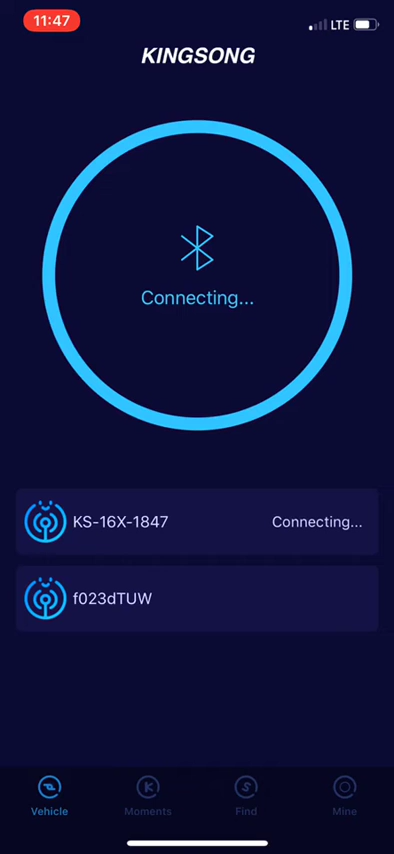 11:47
LTE
KINGSONG
Connecting...
KS-16X-1847
Connecting...
f023dTUW
Vehicle
Moments
Find
Mine